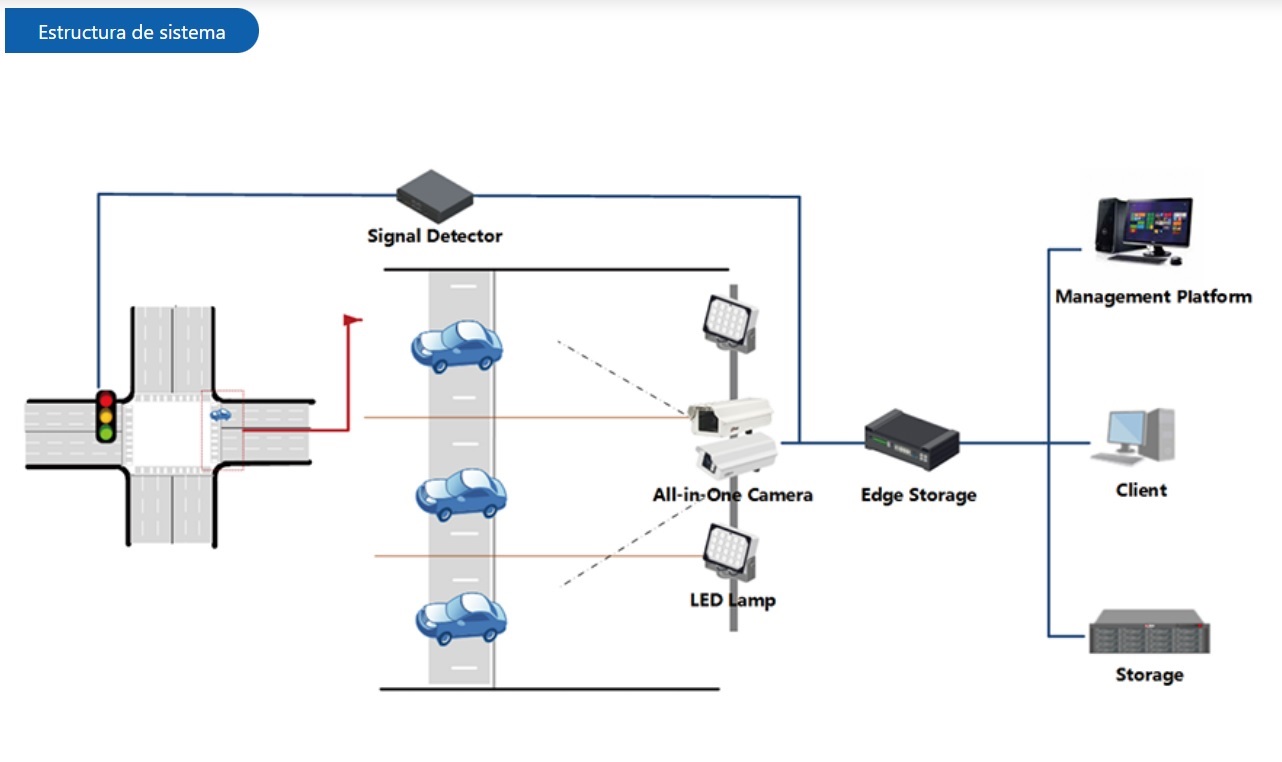 Estructura de sistema
Signal Detector
Management Platform
All-in-One Camera
Edge Storage
Client
LED Lamp
Storage